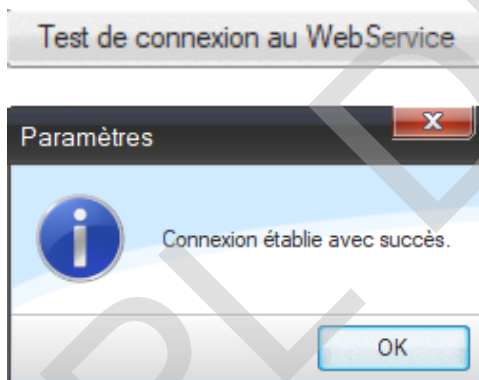 Test de connexion au WebService
Paramètres
Connexion établie avec succès.
OK